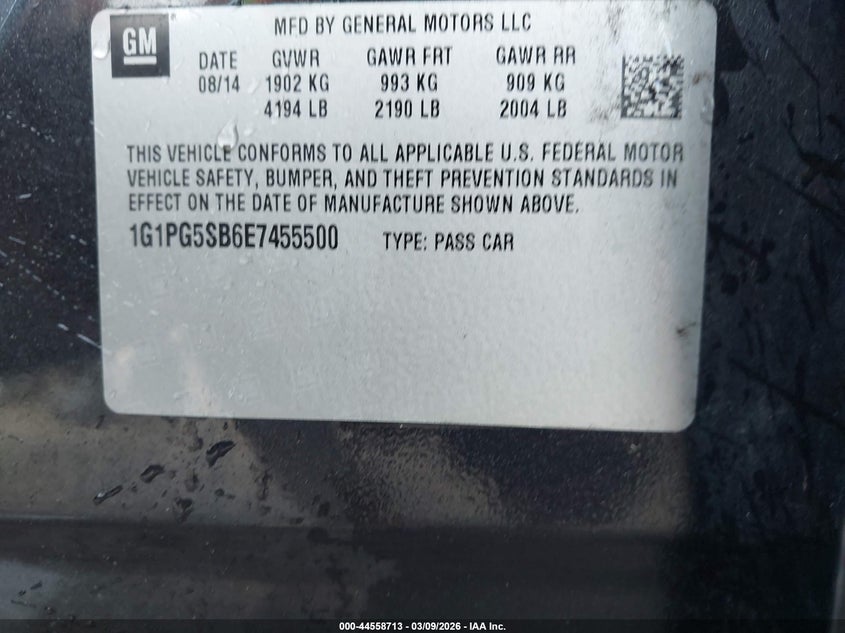 GM
MFD BY GENERAL MOTORS LLC
DATE GVWR GAWR FRT GAWR RR
08/14 1902 KG 993 KG 909 KG
4194 LB 2190 LB 2004 LB
THIS VEHICLE CONFORMS TO ALL APPLICABLE U.S. FEDERAL MOTOR
VEHICLE SAFETY, BUMPER, AND THEFT PREVENTION STANDARDS IN
EFFECT ON THE DATE OF MANUFACTURE SHOWN ABOVE.
1G1PG5SB6E7455500 TYPE: PASS CAR
000-44558713 - 03/09/2026 - IAA Inc.